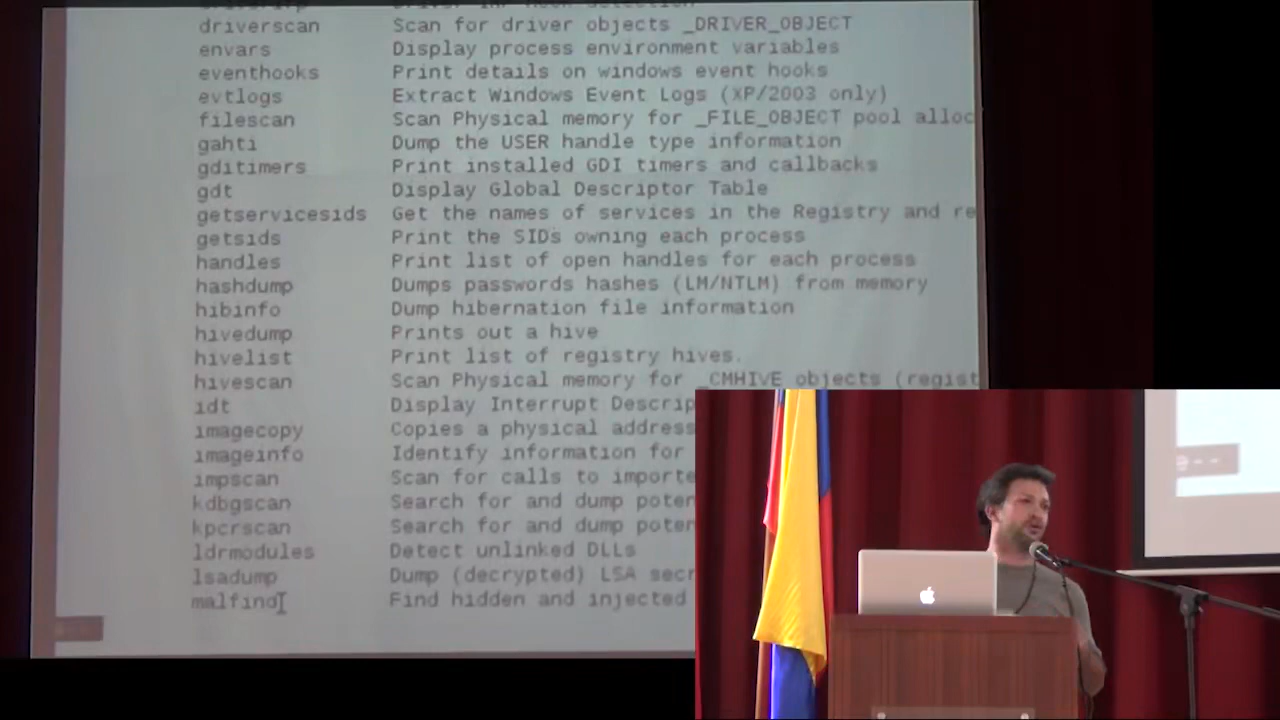 driverscan Scan for driver objects _DRIVER_OBJECT
envars Display process environment variables
eventhooks Print details on windows event hooks
evtlogs Extract Windows Event Logs (XP/2003 only)
filescan Scan Physical memory for _FILE_OBJECT pool alloc
gahti Dump the USER handle type information
gditimers Print installed GDI timers and callbacks
gdt Display Global Descriptor Table
getservicesids Get the names of services in the Registry and re
getsids Print the SIDs owning each process
handles Print list of open handles for each process
hashdump Dumps passwords hashes (LM/NTLM) from memory
hibinfo Dump hibernation file information
hivedump Prints out a hive
hivelist Print list of registry hives.
hivescan Scan Physical memory for _CMHIVE objects (regist
idt Display Interrupt Descrip
imagecopy Copies a physical address
imageinfo Identify information for
impscan Scan for calls to importe
kdbgscan Search for and dump poten
kpcrscan Search for and dump poten
ldrmodules Detect unlinked DLLs
lsadump Dump (decrypted) LSA secr
malfind Find hidden and injected